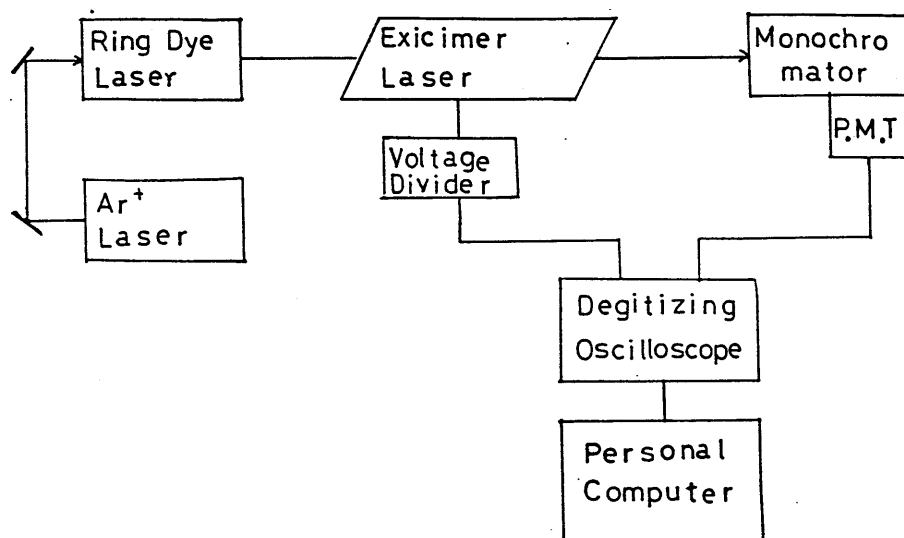 Ring Dye
Laser
Exicimer
Laser
Monochro
mator
P.M.T
Voltage
Divider
Ar+
Laser
Degitizing
Oscilloscope
Personal
Computer